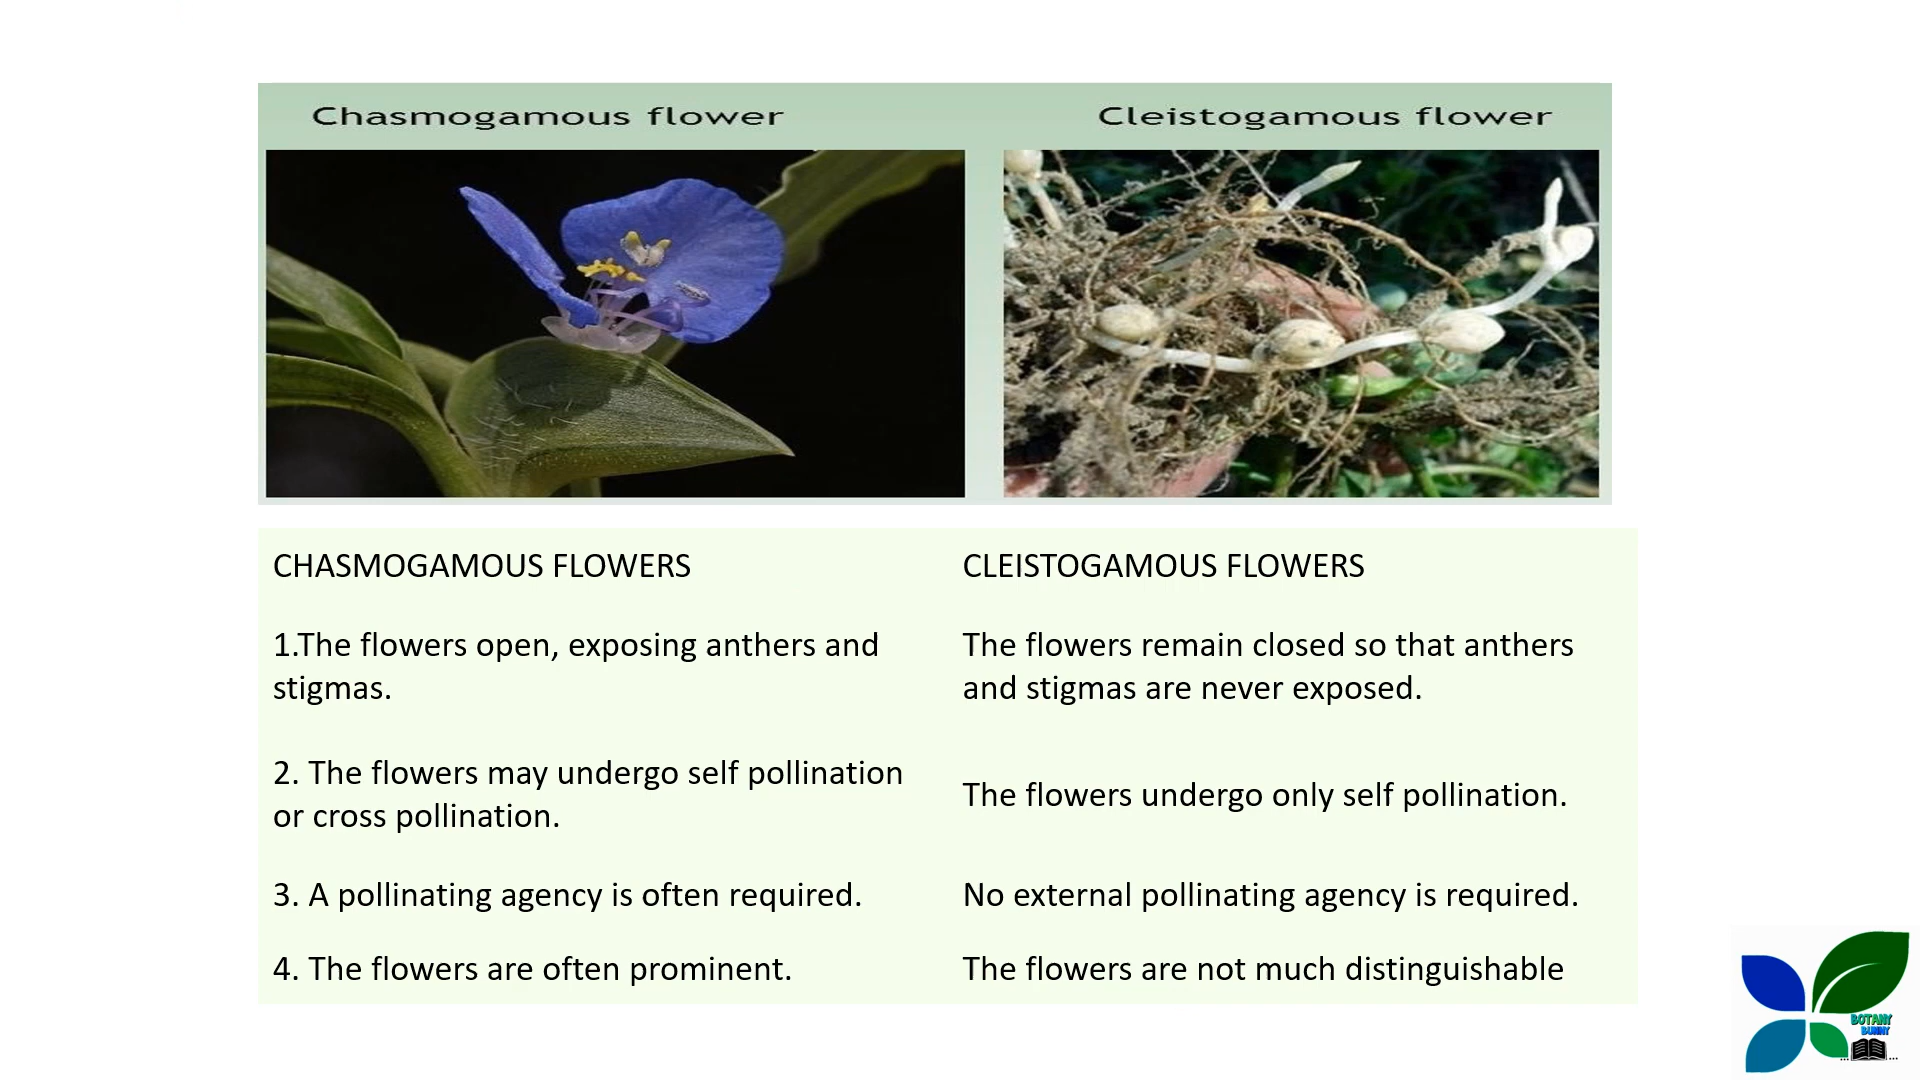 Chasmogamous flower
Cleistogamous flower
CHASMOGAMOUS FLOWERS
CLEISTOGAMOUS FLOWERS
1.The flowers open, exposing anthers and
stigmas.
The flowers remain closed so that anthers
and stigmas are never exposed.
2. The flowers may undergo self pollination
or cross pollination.
The flowers undergo only self pollination.
3. A pollinating agency is often required.
No external pollinating agency is required.
4. The flowers are often prominent.
The flowers are not much distinguishable
BOTANY
BUNNY